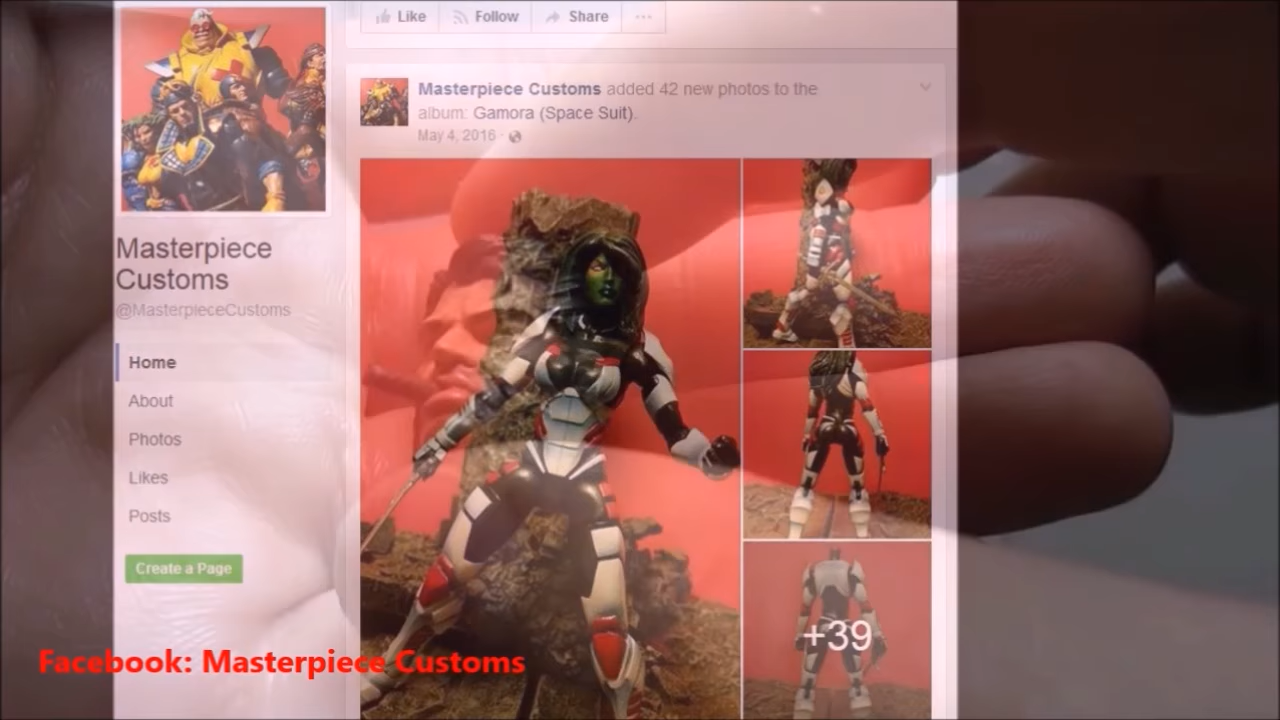 Like Follow Share ...
Masterpiece Customs added 42 new photos to the
album: Gamora (Space Suit).
May 4, 2016 ·
Masterpiece
Customs
@MasterpieceCustoms
Home
About
Photos
Likes
Posts
Create a Page
+39
Facebook: Masterpiece Customs